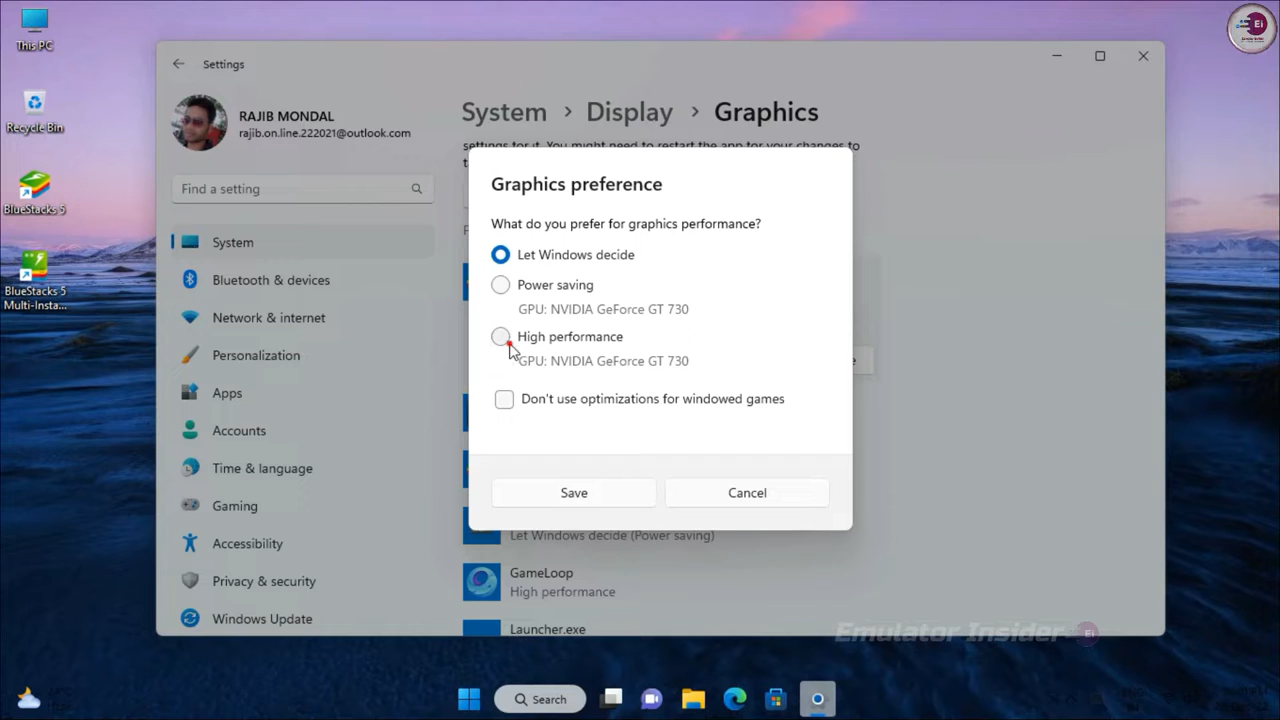 This PC
Recycle Bin
BlueStacks 5
BlueStacks 5
Multi-Insta...
Settings
RAJIB MONDAL
rajib.on.line.222021@outlook.com
Find a setting
System
Bluetooth & devices
Network & internet
Personalization
Apps
Accounts
Time & language
Gaming
Accessibility
Privacy & security
Windows Update
System > Display > Graphics
settings for it. You might need to restart the app for your changes to
Graphics preference
What do you prefer for graphics performance?
Let Windows decide
Power saving
GPU: NVIDIA GeForce GT 730
High performance
GPU: NVIDIA GeForce GT 730
Don't use optimizations for windowed games
Save
Cancel
Let Windows decide (Power saving)
GameLoop
High performance
Launcher.exe
Emulator Insider Ei
Ei
Search